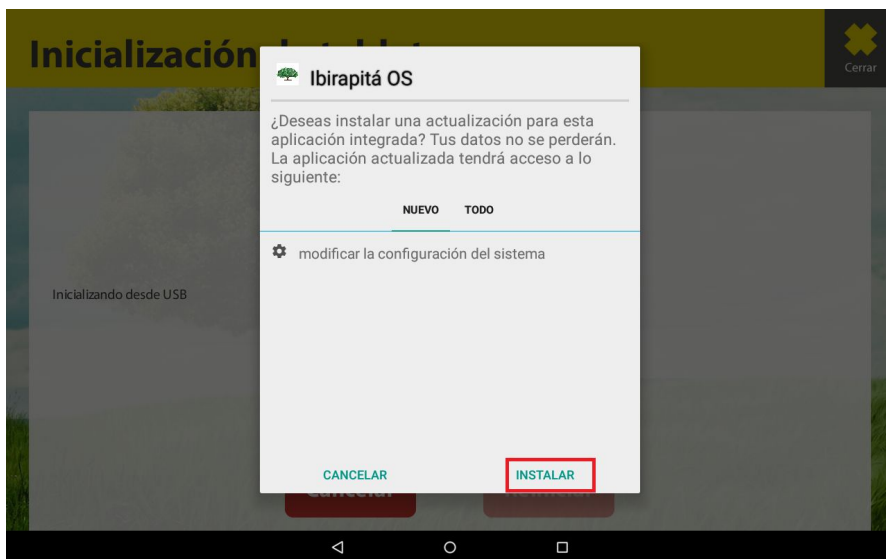 Inicialización
Cerrar
Ibirapitá OS
¿Deseas instalar una actualización para esta
aplicación integrada? Tus datos no se perderán.
La aplicación actualizada tendrá acceso a lo
siguiente:
NUEVO TODO
modificar la configuración del sistema
Inicializando desde USB
CANCELAR INSTALAR
Cancelar